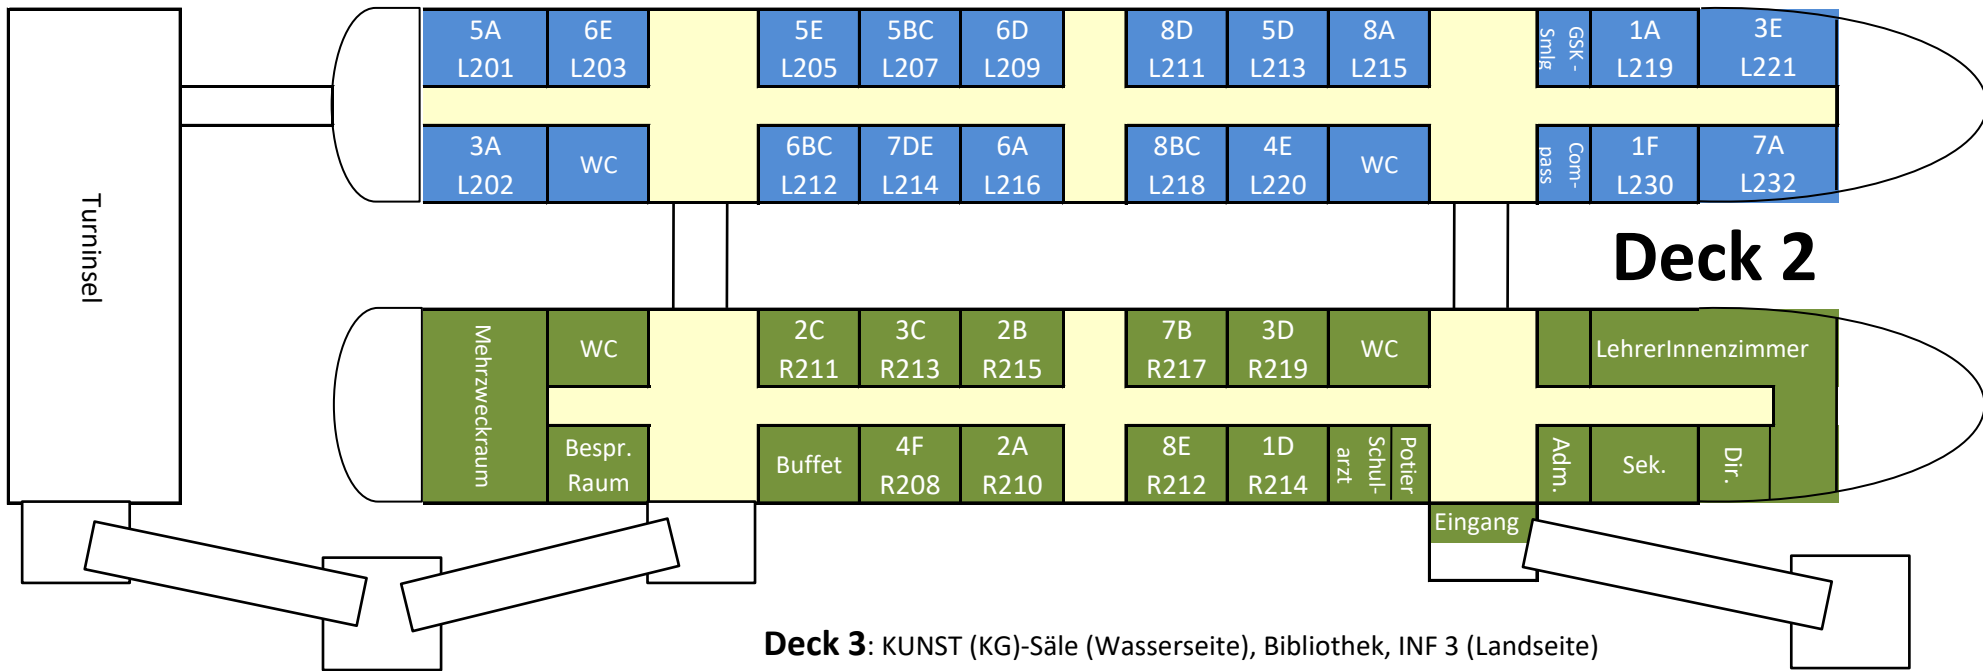 5A
L201
6E
L203
5E
L205
5BC
L207
6D
L209
8D
L211
5D
L213
8A
L215
GSK -
Smlg
1A
L219
3E
L221
3A
L202
WC
6BC
L212
7DE
L214
6A
L216
8BC
L218
4E
L220
WC
Com-
pass
1F
L230
7A
L232
Turninsel
Deck 2
Mehrzweckraum
WC
2C
R211
3C
R213
2B
R215
7B
R217
3D
R219
WC
LehrerInnenzimmer
Bespr.
Raum
Buffet
4F
R208
2A
R210
8E
R212
1D
R214
Schul-
arzt
Potier
Adm.
Sek.
Dir.
Eingang
Deck 3: KUNST (KG)-Säle (Wasserseite), Bibliothek, INF 3 (Landseite)